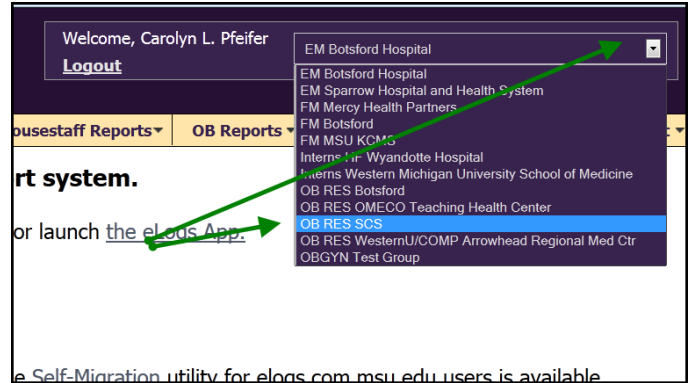 Welcome, Carolyn L. Pfeifer
Logout
EM Botsford Hospital
EM Botsford Hospital
EM Sparrow Hospital and Health System
FM Mercy Health Partners
FM Botsford
FM MSU KCMS
Interns HF Wyandotte Hospital
Interns Western Michigan University School of Medicine
OB RES Botsford
OB RES OMECO Teaching Health Center
OB RES SCS
OB RES WesternU/COMP Arrowhead Regional Med Ctr
OBGYN Test Group
ousestaff Reports OB Reports
rt system.
or launch the eLogs App.
e Self-Migration utility for elogs.com.msu.edu users is available